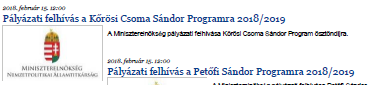 2018. február 15. 12:00
Pályázati felhívás a Kőrösi Csoma Sándor Programra 2018/2019
A Miniszterelnökség pályázati felhívása Kőrösi Csoma Sándor Program ösztöndíjra.
MINISZTERELNÖKSÉG
NEMZETPOLITIKAI ÁLLAMTITKÁRSÁG
2018. február 15. 12:00
Pályázati felhívás a Petőfi Sándor Programra 2018/2019